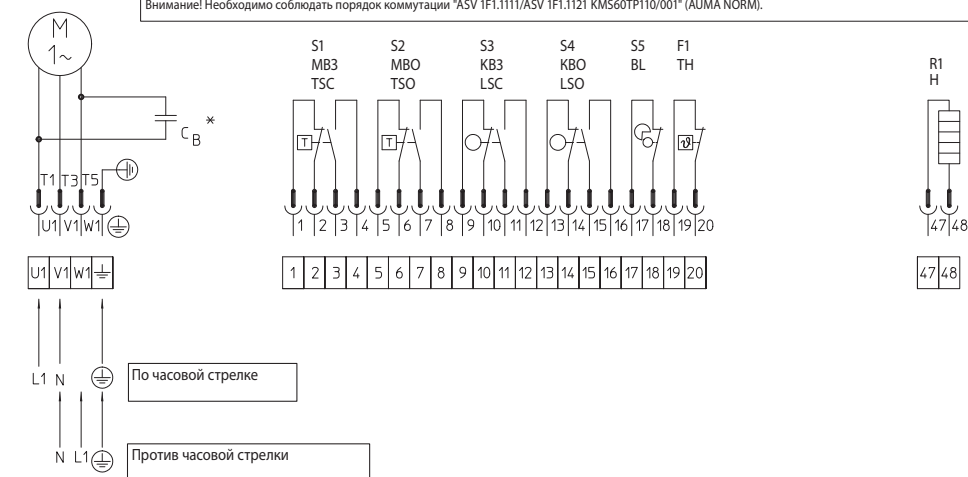 Внимание! Необходимо соблюдать порядок коммутации "ASV 1F1.1111/ASV 1F1.1121 KMS60TP110/001" (AUMA NORM).
M
1~
S1 S2 S3 S4 S5 F1
MB3 MBO KB3 KBO BL TH
TSC TSO LSC LSO
R1
H
C B *
T T ϑ
T1 T3 T5
U1 V1 W1
1 2 3 4 5 6 7 8 9 10 11 12 13 14 15 16 17 18 19 20
47 48
U1 V1 W1
1 2 3 4 5 6 7 8 9 10 11 12 13 14 15 16 17 18 19 20
47 48
L1 N
По часовой стрелке
N L1
Против часовой стрелки